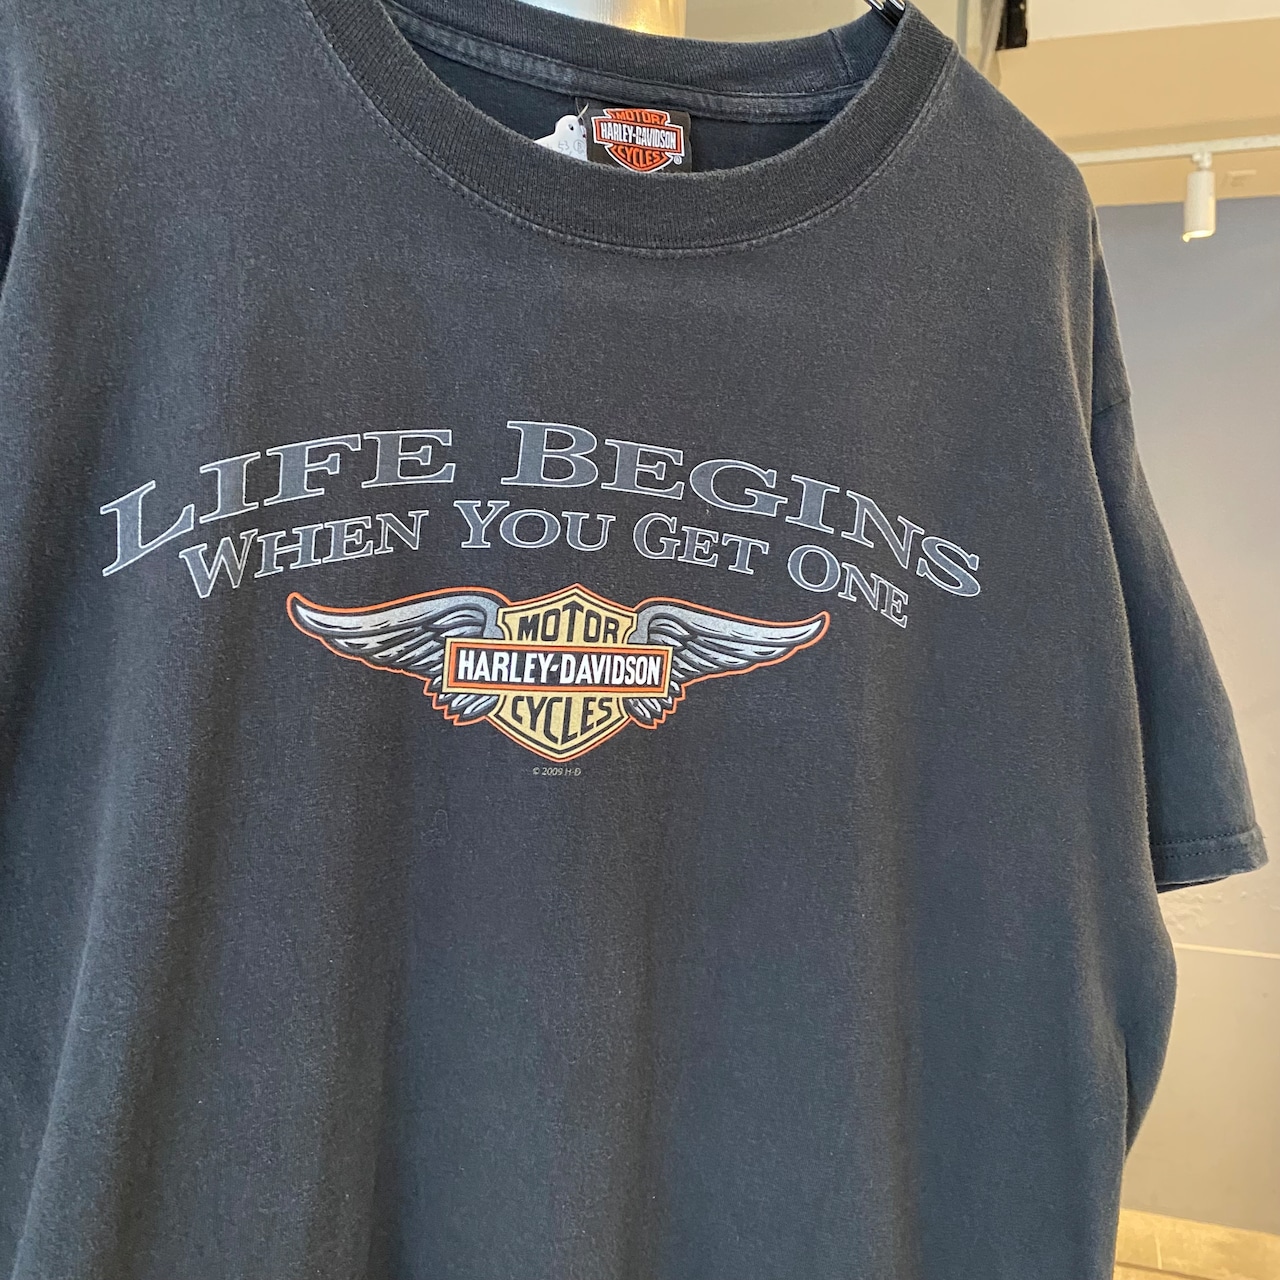 MOTOR
HARLEY-DAVIDSON
CYCLES
®
LIFE BEGINS
WHEN YOU GET ONE
MOTOR
HARLEY-DAVIDSON
CYCLES
© 2009 H-D